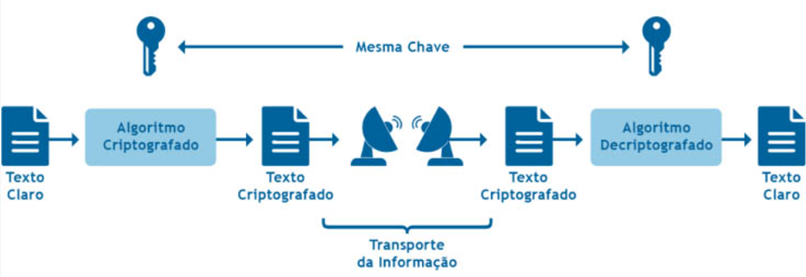 Mesma Chave
Algoritmo
Criptografado
Algoritmo
Decriptografado
Texto
Claro
Texto
Criptografado
Texto
Criptografado
Texto
Claro
Transporte
da Informação